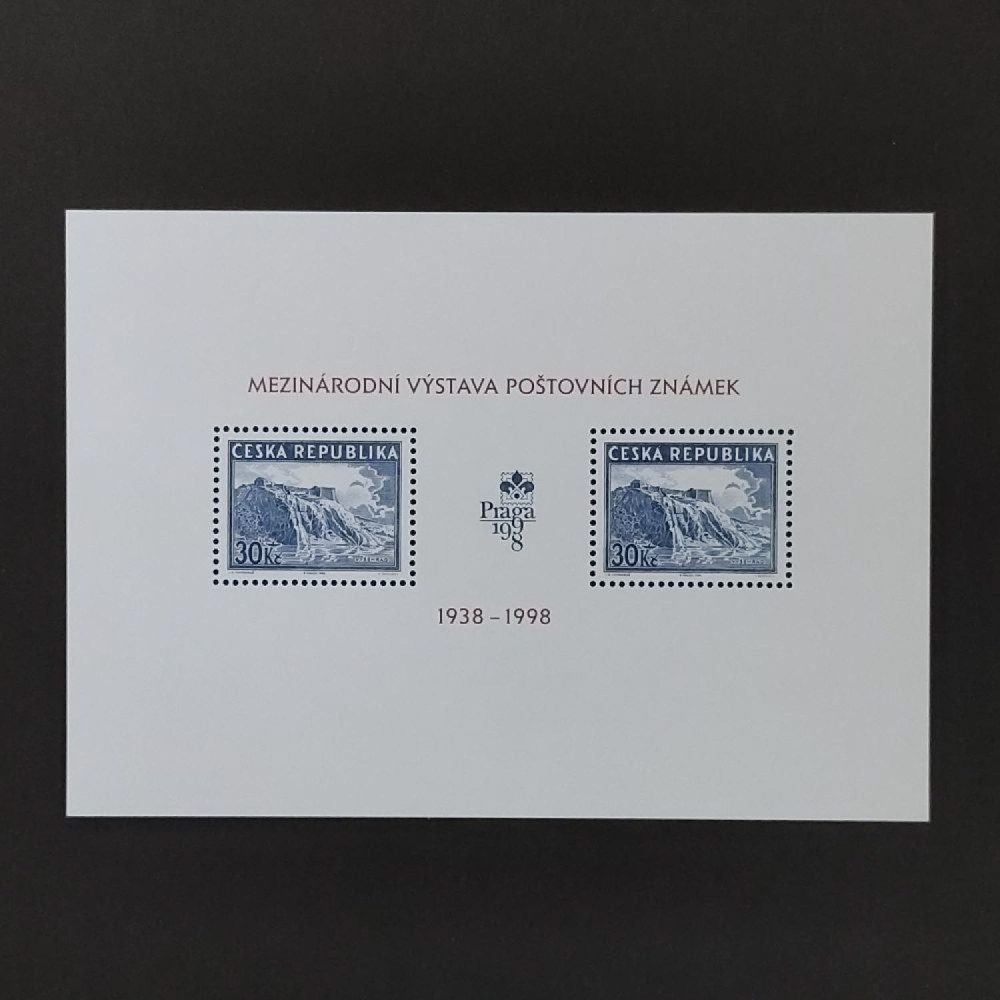 MEZINÁRODNÍ VÝSTAVA POŠTOVNÍCH ZNÁMEK
ČESKÁ REPUBLIKA
30Kč
Praga
1998
ČESKÁ REPUBLIKA
30Kč
1938 – 1998